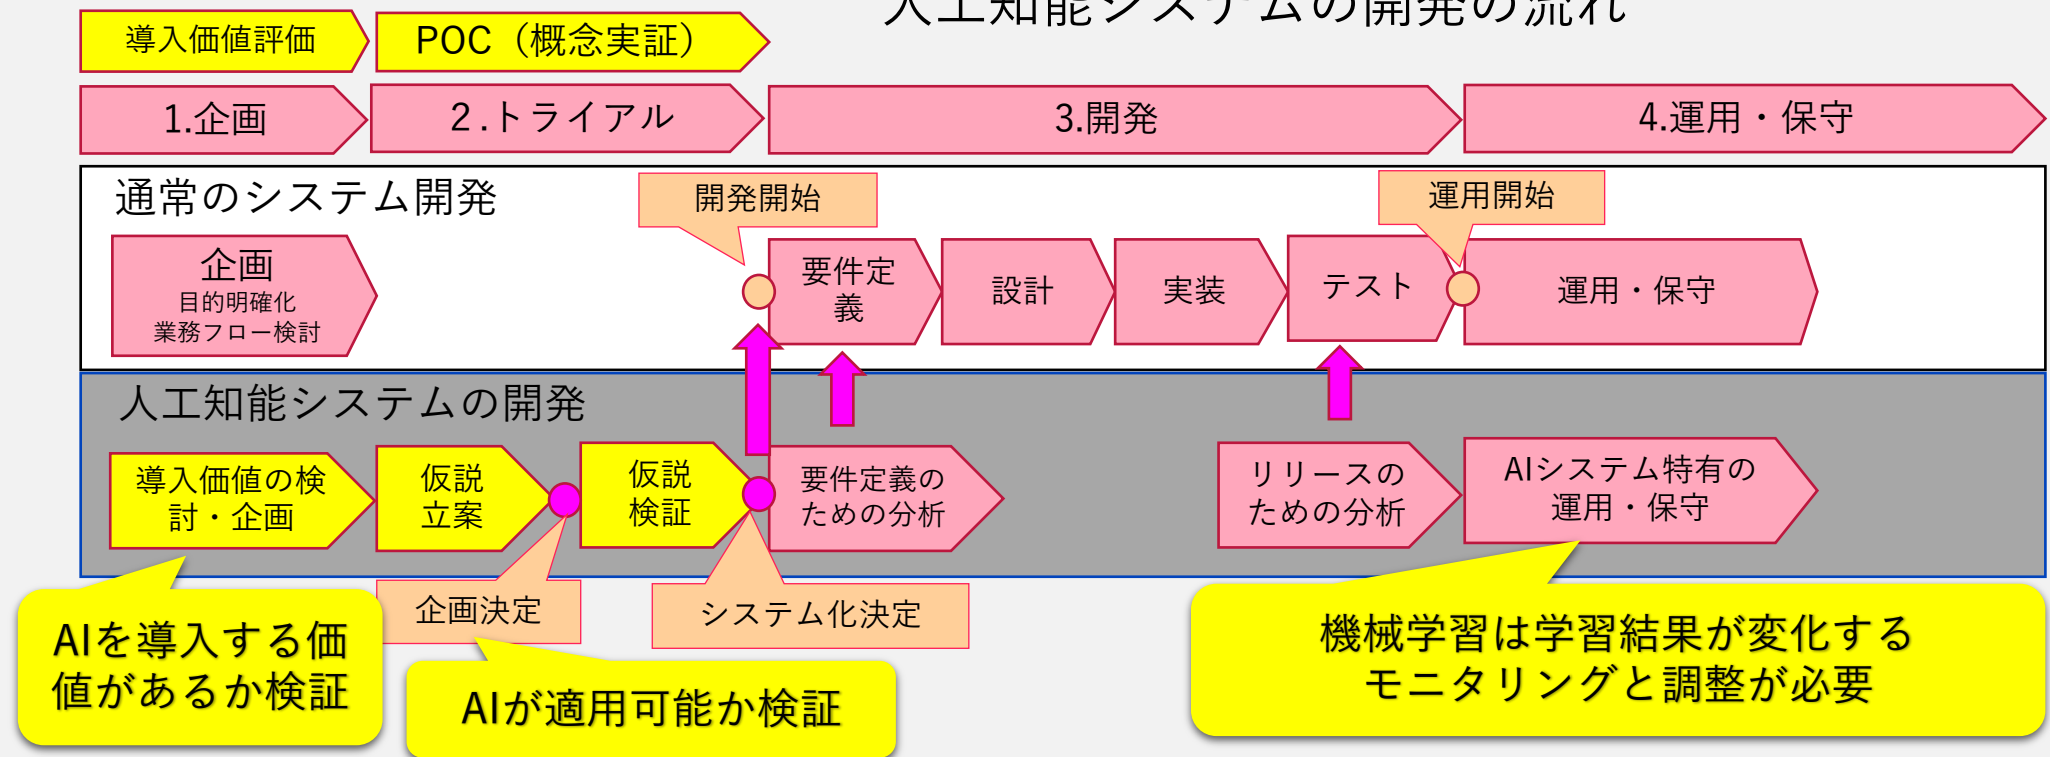 人工知能システムの開発の流れ
導入価値評価
POC（概念実証）
1.企画
２.トライアル
3.開発
4.運用・保守
通常のシステム開発
開発開始
運用開始
企画
目的明確化
業務フロー検討
要件定
義
設計
実装
テスト
運用・保守
人工知能システムの開発
導入価値の検
討・企画
仮説
立案
仮説
検証
要件定義の
ための分析
リリースの
ための分析
AIシステム特有の
運用・保守
企画決定
システム化決定
AIを導入する価
値があるか検証
AIが適用可能か検証
機械学習は学習結果が変化する
モニタリングと調整が必要